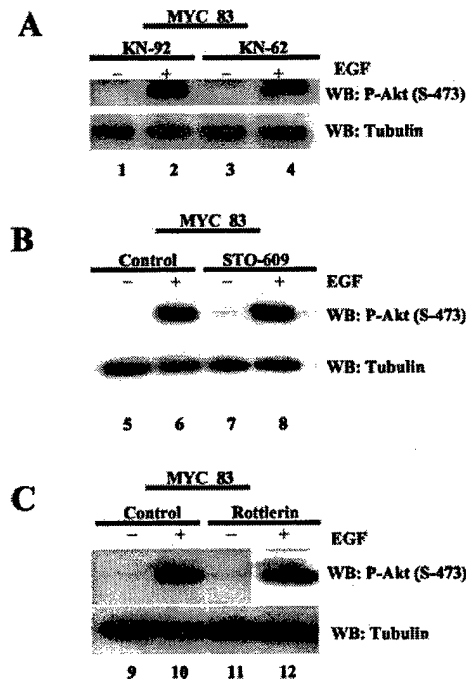 A
MYC 83
KN-92 KN-62
− + − + EGF
WB: P-Akt (S-473)
WB: Tubulin
1 2 3 4
B
MYC 83
Control STO-609
− + − + EGF
WB: P-Akt (S-473)
WB: Tubulin
5 6 7 8
C
MYC 83
Control Rottlerin
− + − + EGF
WB: P-Akt (S-473)
WB: Tubulin
9 10 11 12